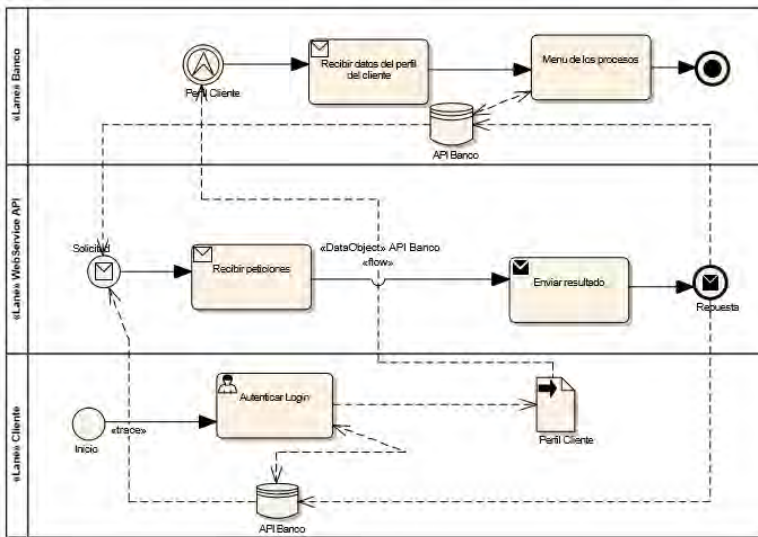 «Lane» Banco
Perfil Cliente
Recibir datos del perfil
del cliente
Menu de los procesos
API Banco
«Lane» WebService API
Solicitud
Recibir peticiones
«DataObject» API Banco
«flow»
Enviar resultado
Repuesta
«Lane» Cliente
Inicio
«trace»
Autenticar Login
Perfil Cliente
API Banco